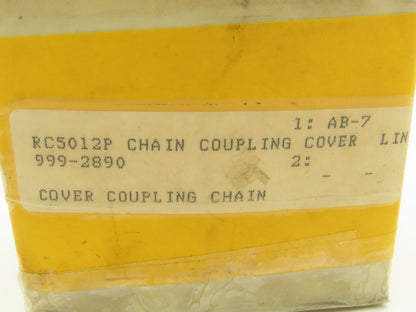 1: AB-7
RC5012P CHAIN COUPLING COVER LIN
999-2890 2:
- -
COVER COUPLING CHAIN